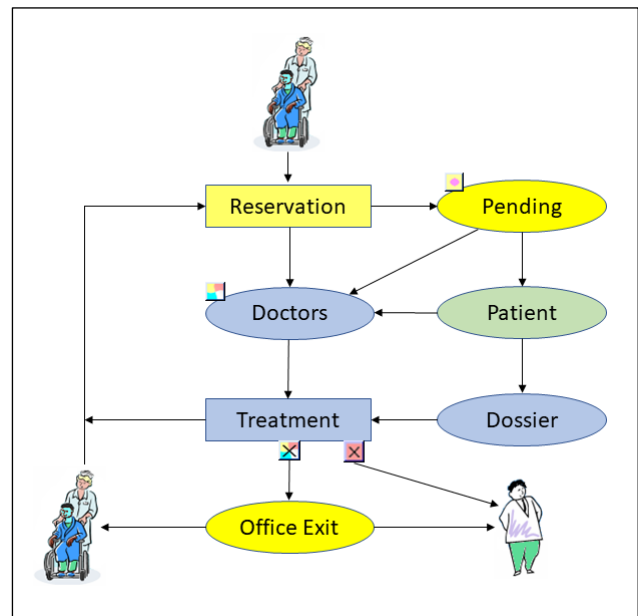 Reservation
Pending
Doctors
Patient
Treatment
Dossier
Office Exit